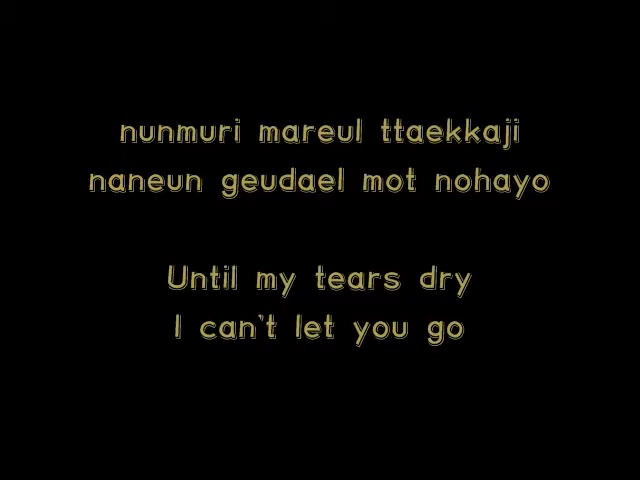 nunmuri mareul ttaekkaji
naneun geudael mot nohayo
Until my tears dry
I can't let you go